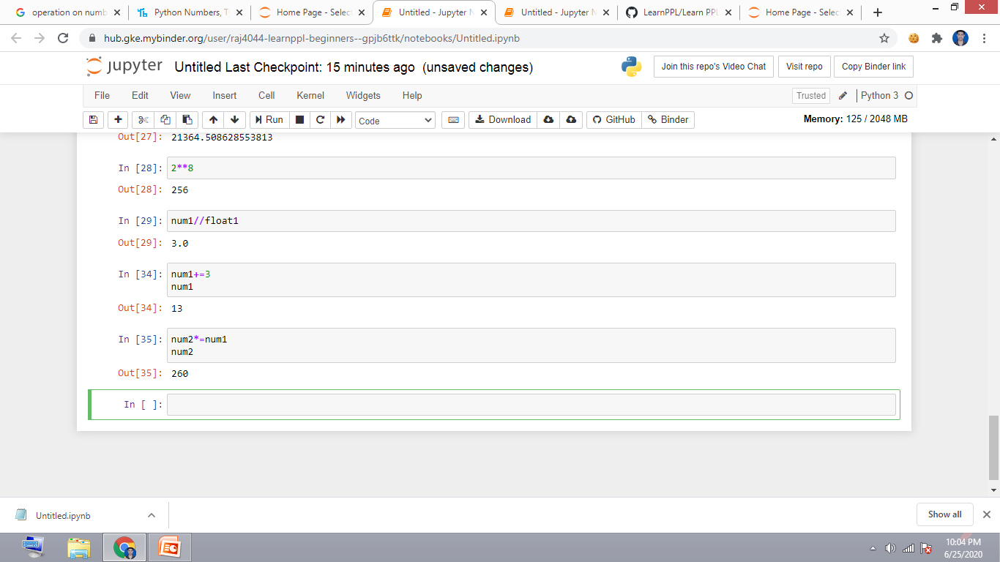 operation on numb
Python Numbers, Ty
Home Page - Select
Untitled - Jupyter N
Untitled - Jupyter N
LearnPPL/Learn PPL
Home Page - Select
hub.gke.mybinder.org/user/raj4044-learnppl-beginners--gpjb6ttk/notebooks/Untitled.ipynb
jupyter Untitled Last Checkpoint: 15 minutes ago (unsaved changes)
Join this repo's Video Chat
Visit repo
Copy Binder link
File Edit View Insert Cell Kernel Widgets Help
Trusted
Python 3
Run
Code
Download
GitHub
Binder
Memory: 125 / 2048 MB
Out[27]: 21364.508628553813
In [28]: 2**8
Out[28]: 256
In [29]: num1//float1
Out[29]: 3.0
In [34]: num1+=3
num1
Out[34]: 13
In [35]: num2*=num1
num2
Out[35]: 260
In [ ]:
Untitled.ipynb
Show all
10:04 PM
6/25/2020